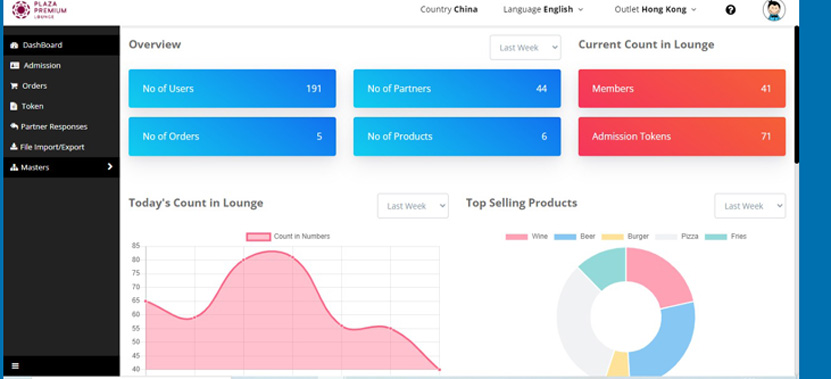 PLAZA
PREMIUM
LOUNGE
Country China
Language English
Outlet Hong Kong
?
DashBoard
Admission
Orders
Token
Partner Responses
File Import/Export
Masters
Overview
Last Week
Current Count in Lounge
No of Users 191
No of Partners 44
Members 41
No of Orders 5
No of Products 6
Admission Tokens 71
Today's Count in Lounge
Last Week
Top Selling Products
Last Week
Count in Numbers
85
80
75
70
65
60
55
50
45
40
Wine Beer Burger Pizza Fries